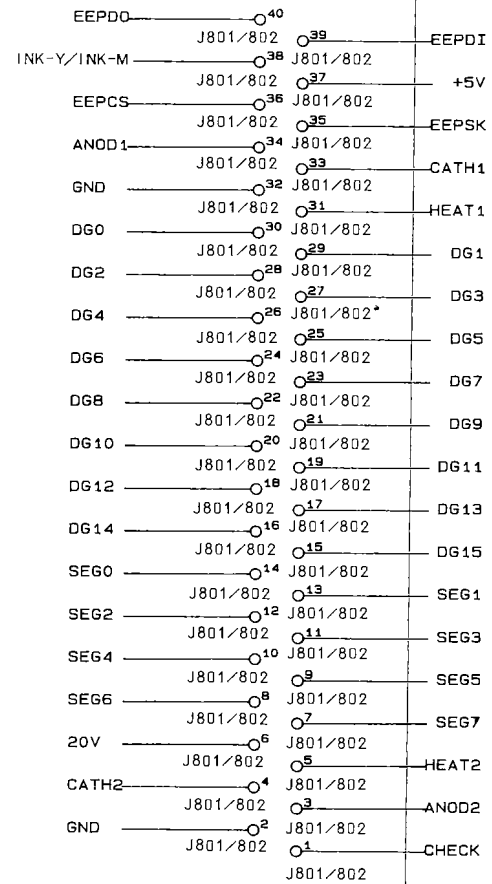 EEPDO 40
J801/802 39 EEPDI
INK-Y/INK-M 38 J801/802
J801/802 37 +5V
EEPCS 36 J801/802
J801/802 35 EEPSK
ANOD1 34 J801/802
J801/802 33 CATH1
GND 32 J801/802
J801/802 31 HEAT1
DG0 30 J801/802
J801/802 29 DG1
DG2 28 J801/802
J801/802 27 DG3
DG4 26 J801/802
J801/802 25 DG5
DG6 24 J801/802
J801/802 23 DG7
DG8 22 J801/802
J801/802 21 DG9
DG10 20 J801/802
J801/802 19 DG11
DG12 18 J801/802
J801/802 17 DG13
DG14 16 J801/802
J801/802 15 DG15
SEG0 14 J801/802
J801/802 13 SEG1
SEG2 12 J801/802
J801/802 11 SEG3
SEG4 10 J801/802
J801/802 9 SEG5
SEG6 8 J801/802
J801/802 7 SEG7
20V 6 J801/802
J801/802 5 HEAT2
CATH2 4 J801/802
J801/802 3 ANOD2
GND 2 J801/802
J801/802 1 CHECK
J801/802